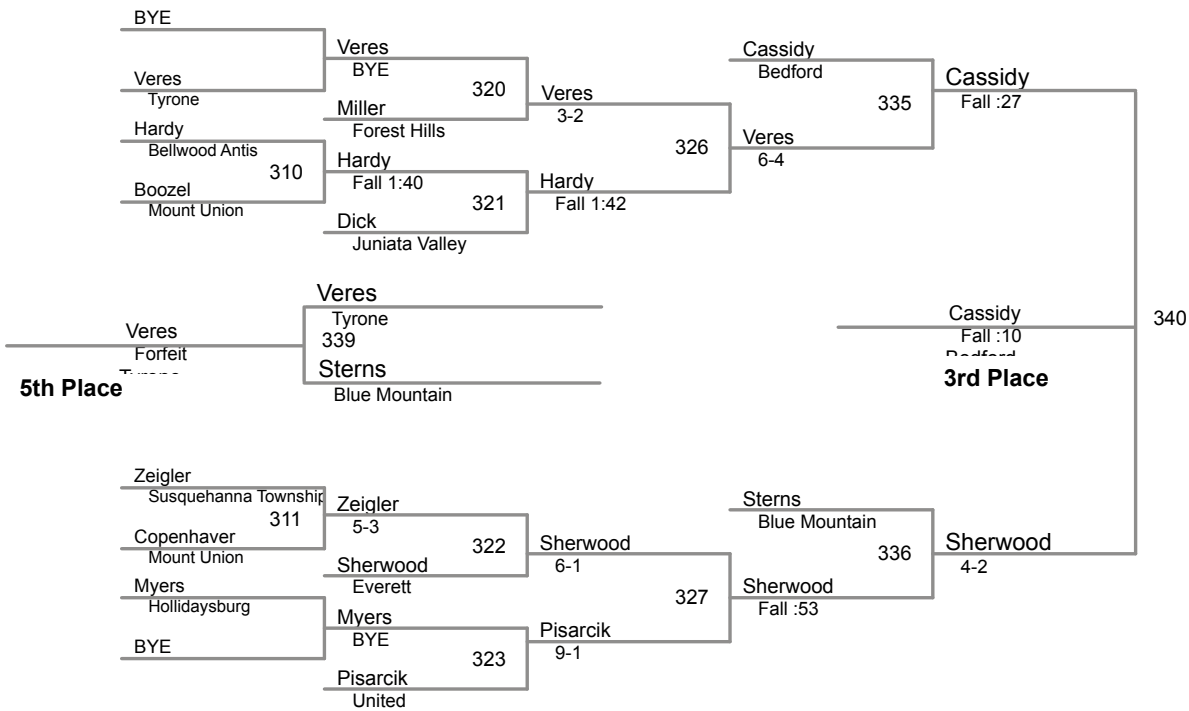 BYE
Veres
Tyrone
Hardy
Bellwood Antis
310
Boozel
Mount Union
Veres
BYE
320
Miller
Forest Hills
Hardy
Fall 1:40
321
Dick
Juniata Valley
Veres
3-2
326
Hardy
Fall 1:42
Cassidy
Bedford
335
Veres
6-4
Cassidy
Fall :27
Veres
Forfeit
5th Place
Veres
Tyrone
339
Sterns
Blue Mountain
Cassidy
Fall :10
Bedford
3rd Place
340
Zeigler
Susquehanna Township
311
Copenhaver
Mount Union
Myers
Hollidaysburg
BYE
Zeigler
5-3
322
Sherwood
Everett
Myers
BYE
323
Pisarcik
United
Sherwood
6-1
327
Pisarcik
9-1
Sterns
Blue Mountain
336
Sherwood
Fall :53
Sherwood
4-2